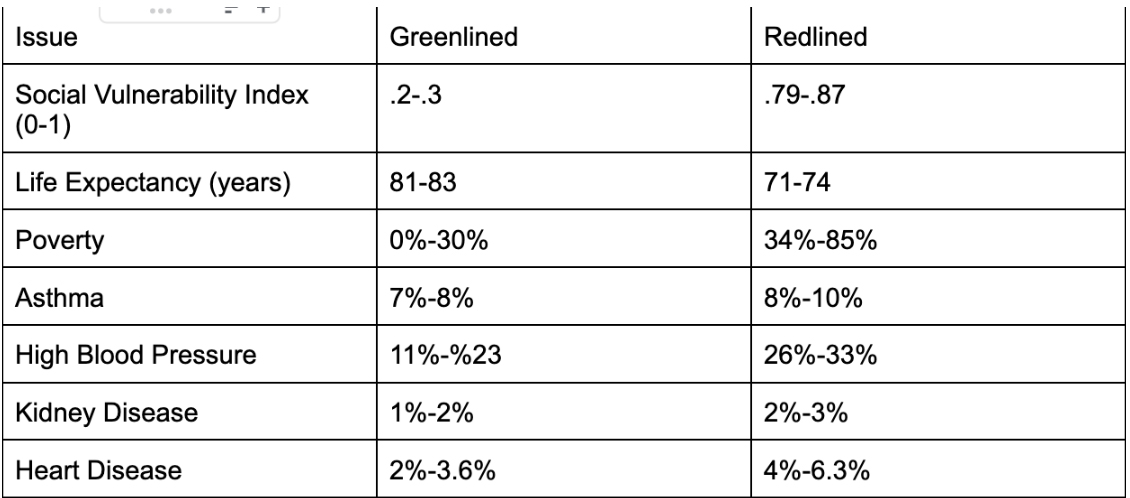 Issue Greenlined Redlined
Social Vulnerability Index .2-.3 .79-.87
(0-1)
Life Expectancy (years) 81-83 71-74
Poverty 0%-30% 34%-85%
Asthma 7%-8% 8%-10%
High Blood Pressure 11%-%23 26%-33%
Kidney Disease 1%-2% 2%-3%
Heart Disease 2%-3.6% 4%-6.3%